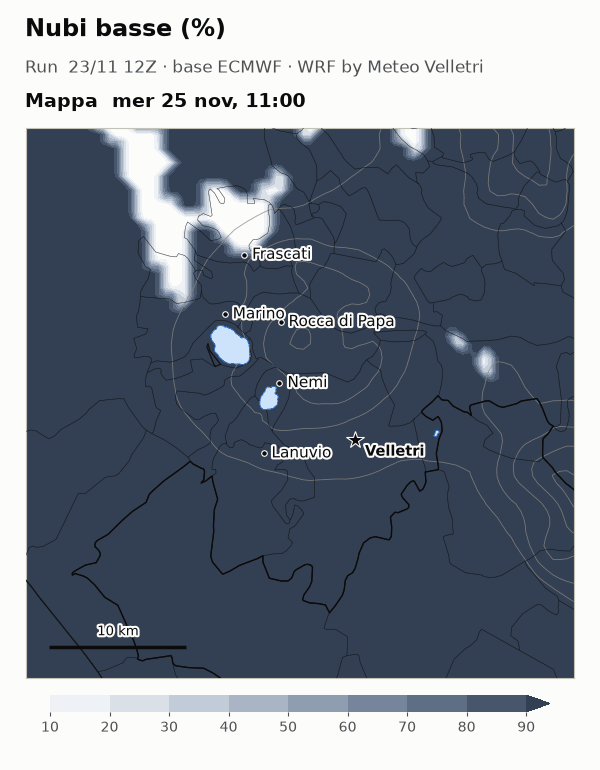 Nubi basse (%)
Run  23/11 12Z · base ECMWF · WRF by Meteo Velletri
Mappa  mer 25 nov, 11:00
Frascati
Marino
Rocca di Papa
Nemi
Velletri
Lanuvio
10 km
10 20 30 40 50 60 70 80 90